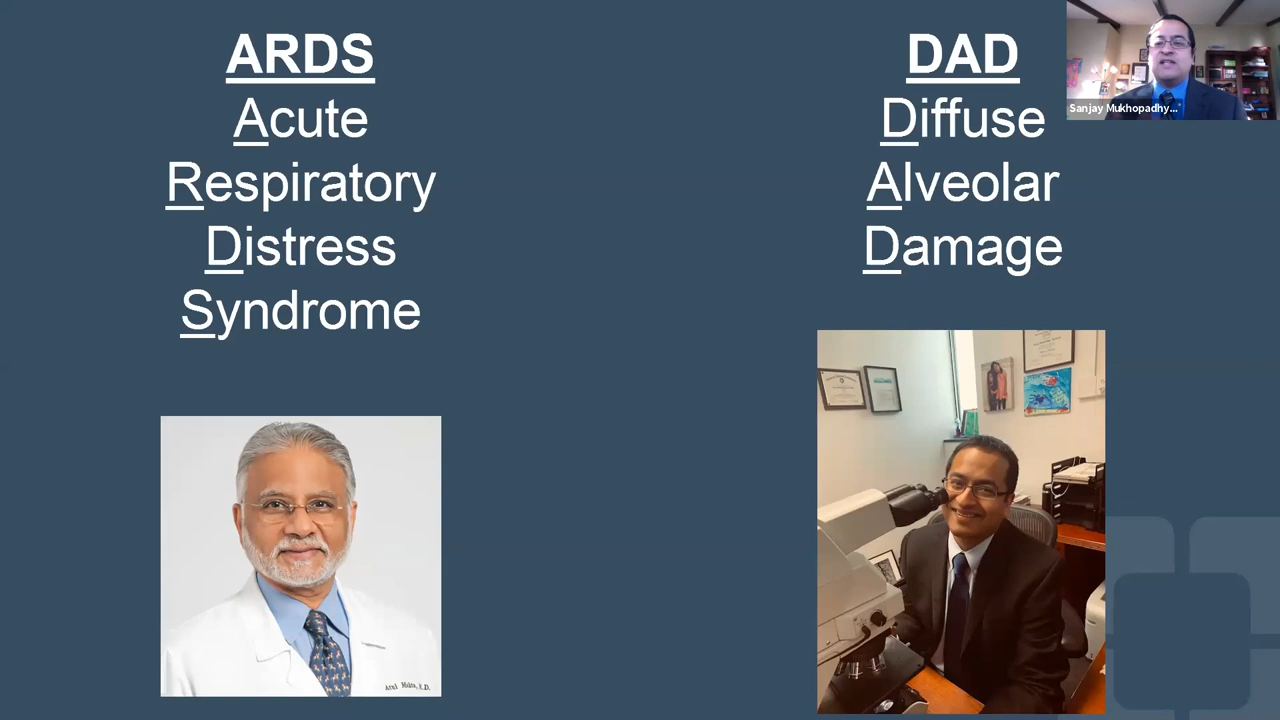 ARDS
Acute
Respiratory
Distress
Syndrome
DAD
Diffuse
Alveolar
Damage
Sanjay Mukhopadhy...